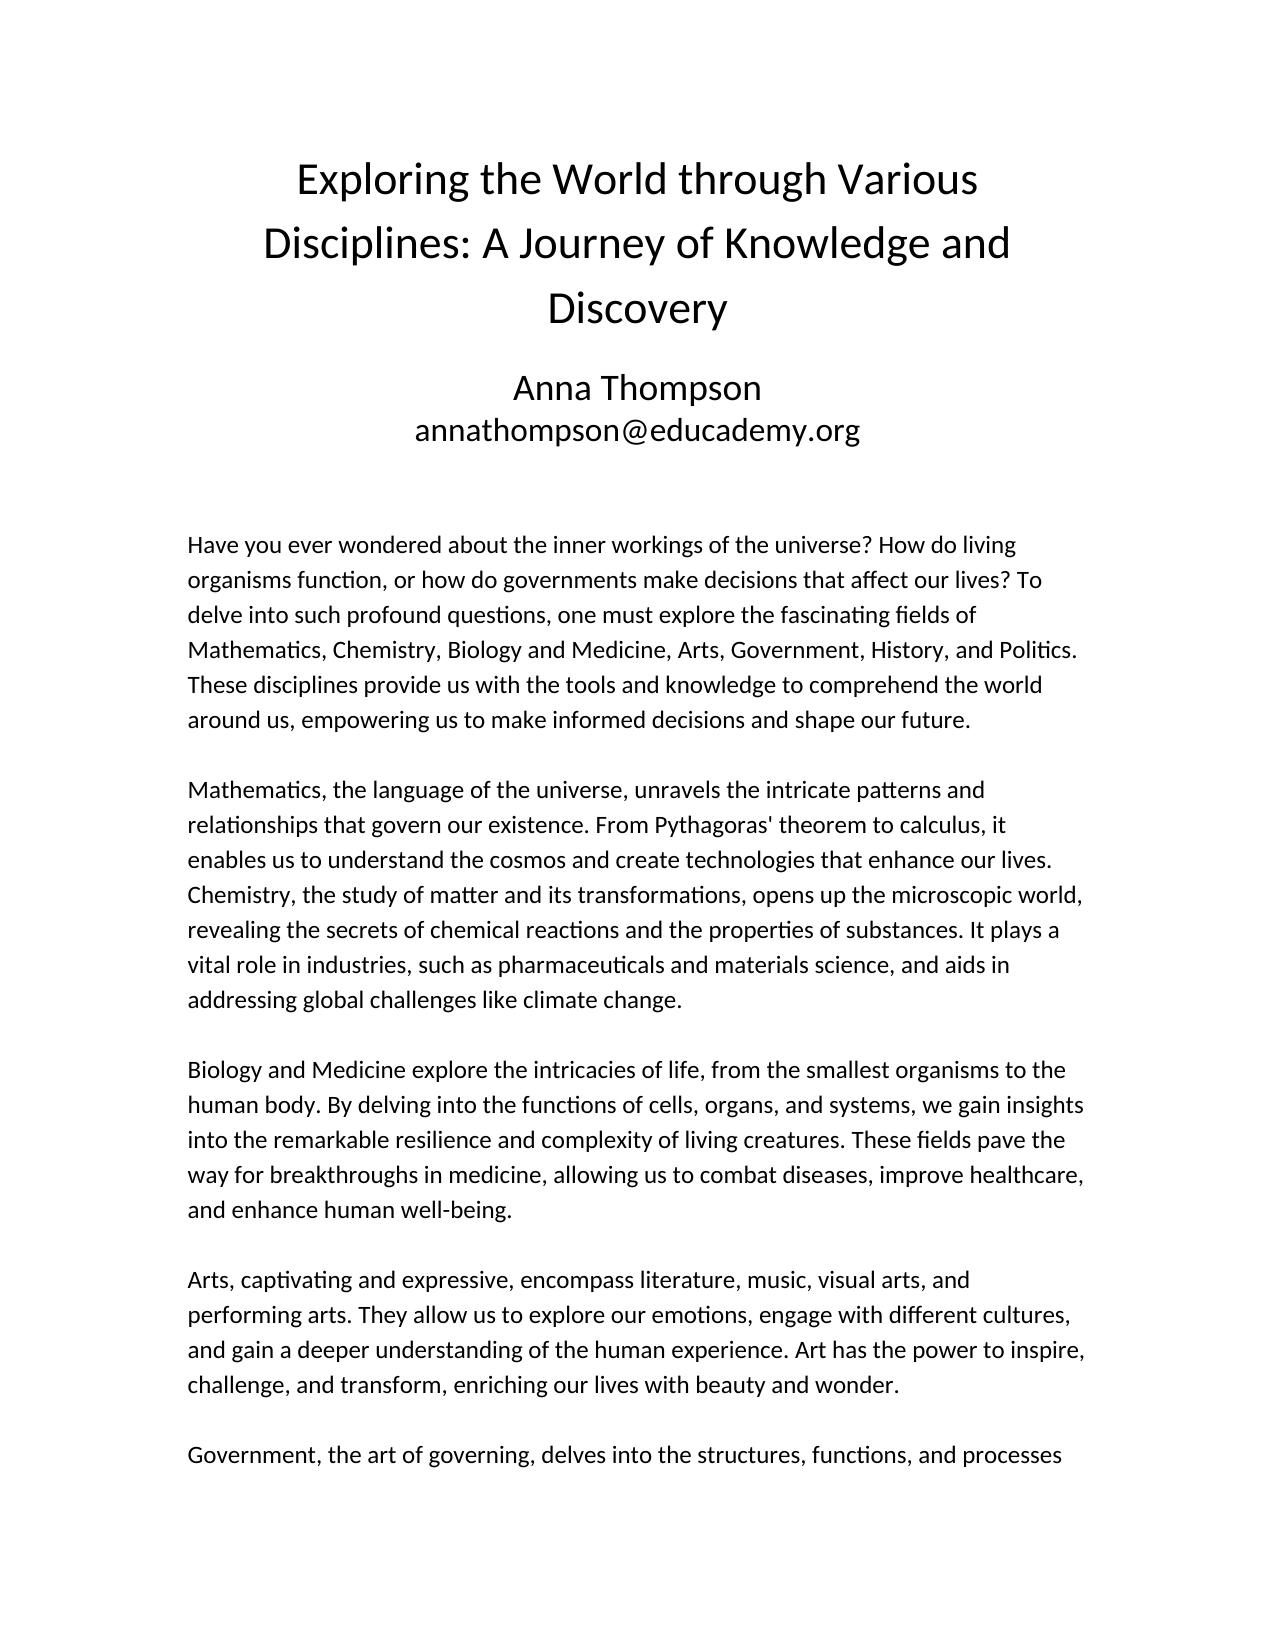 Exploring the World through Various
Disciplines: A Journey of Knowledge and
Discovery
Anna Thompson
annathompson@educademy.org
Have you ever wondered about the inner workings of the universe? How do living
organisms function, or how do governments make decisions that affect our lives? To
delve into such profound questions, one must explore the fascinating fields of
Mathematics, Chemistry, Biology and Medicine, Arts, Government, History, and Politics.
These disciplines provide us with the tools and knowledge to comprehend the world
around us, empowering us to make informed decisions and shape our future.
Mathematics, the language of the universe, unravels the intricate patterns and
relationships that govern our existence. From Pythagoras' theorem to calculus, it
enables us to understand the cosmos and create technologies that enhance our lives.
Chemistry, the study of matter and its transformations, opens up the microscopic world,
revealing the secrets of chemical reactions and the properties of substances. It plays a
vital role in industries, such as pharmaceuticals and materials science, and aids in
addressing global challenges like climate change.
Biology and Medicine explore the intricacies of life, from the smallest organisms to the
human body. By delving into the functions of cells, organs, and systems, we gain insights
into the remarkable resilience and complexity of living creatures. These fields pave the
way for breakthroughs in medicine, allowing us to combat diseases, improve healthcare,
and enhance human well-being.
Arts, captivating and expressive, encompass literature, music, visual arts, and
performing arts. They allow us to explore our emotions, engage with different cultures,
and gain a deeper understanding of the human experience. Art has the power to inspire,
challenge, and transform, enriching our lives with beauty and wonder.
Government, the art of governing, delves into the structures, functions, and processes